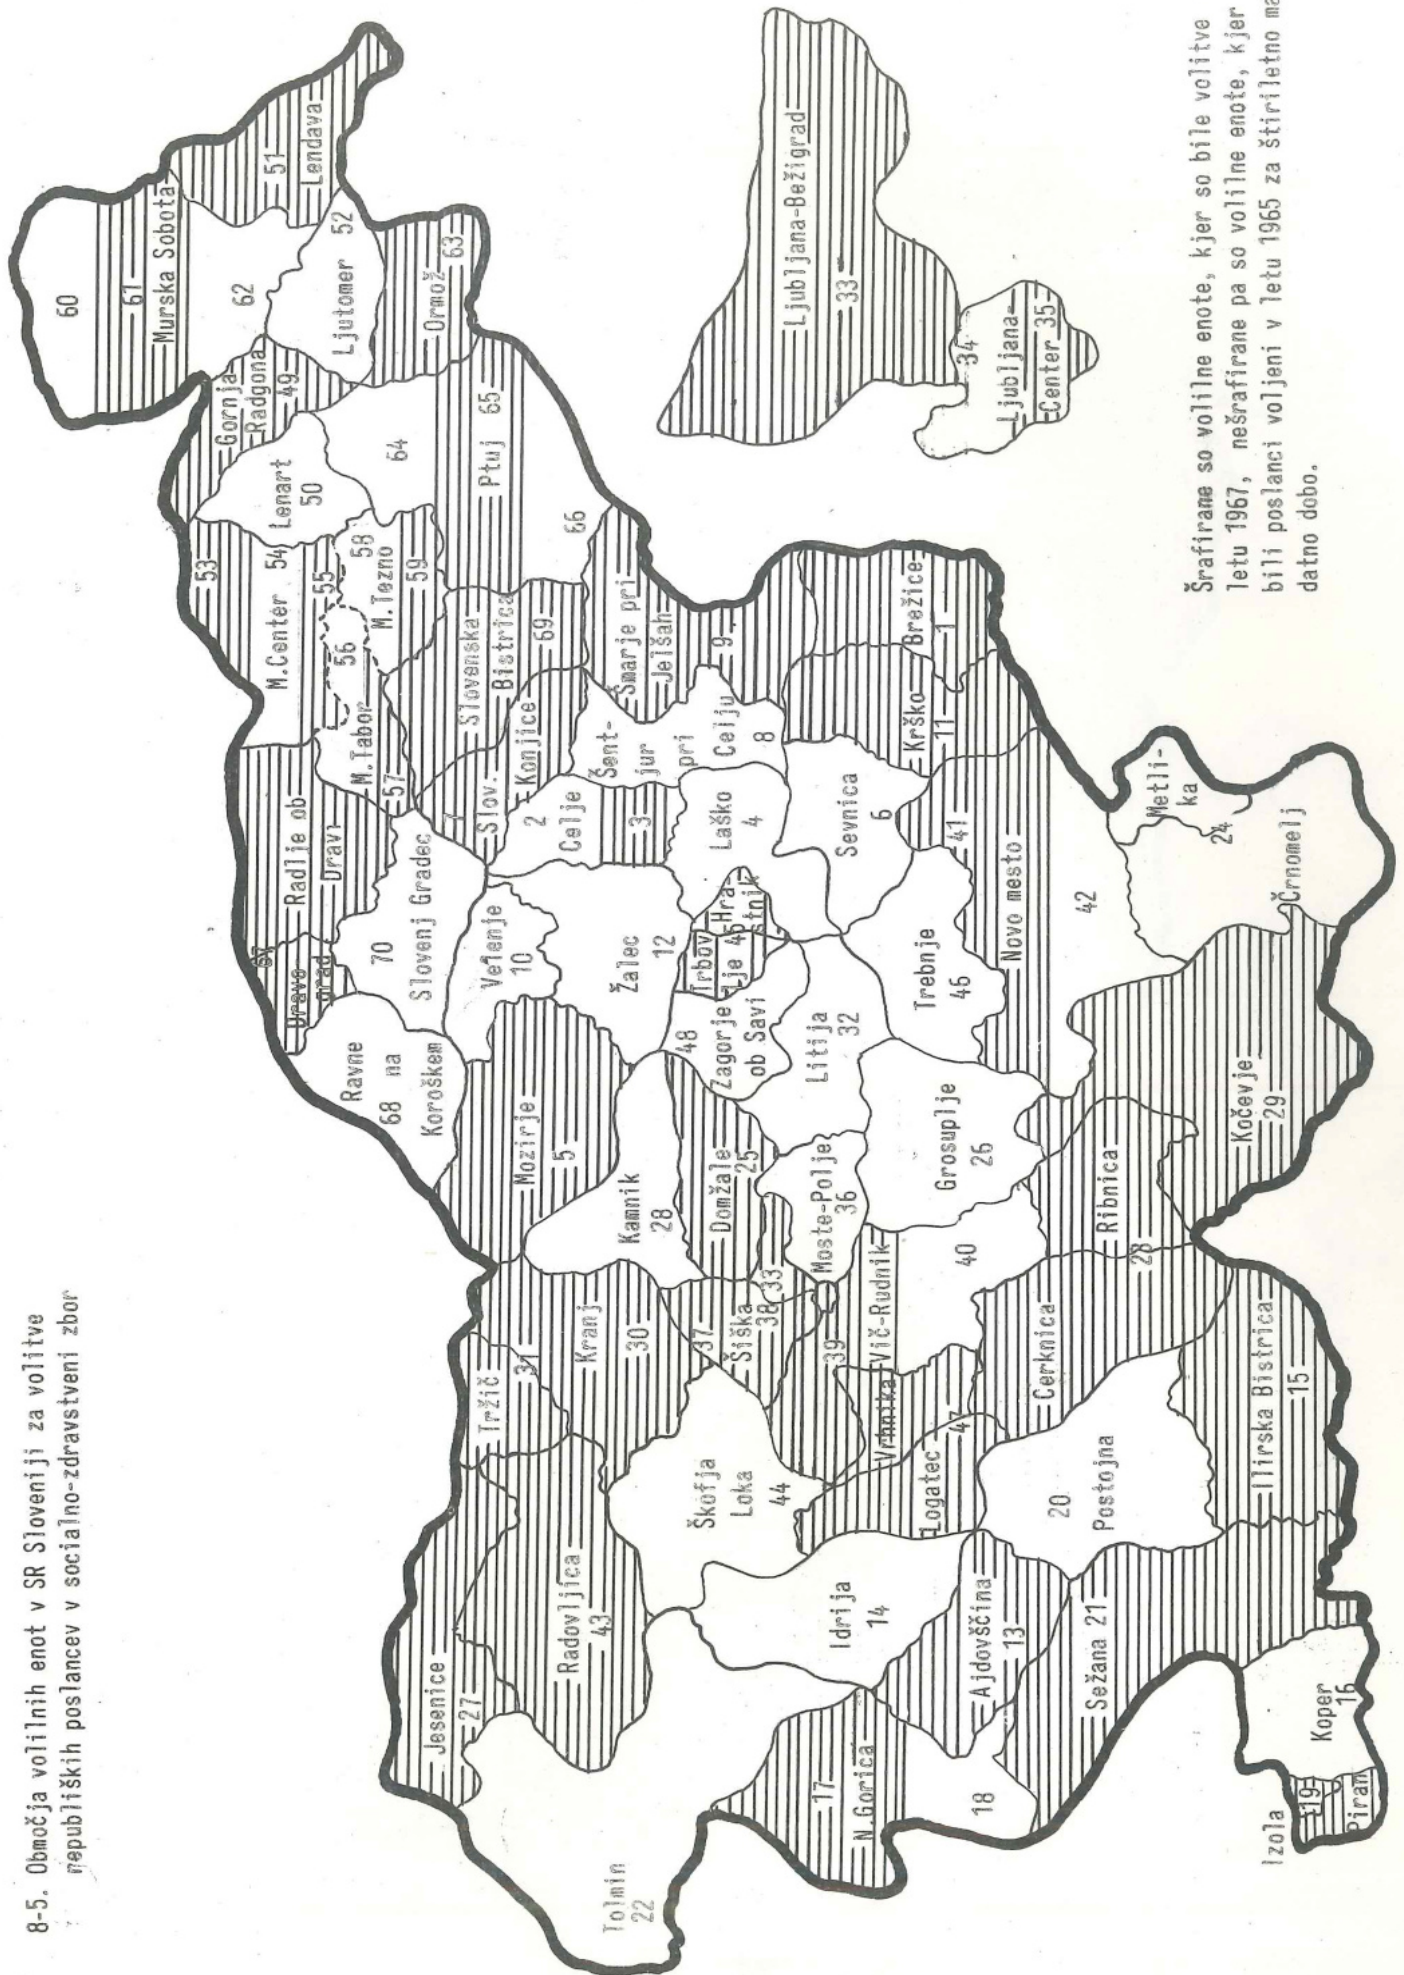 8-5. Območja volilnih enot v SR Sloveniji za volitve
republiških poslancev v socialno-zdravstveni zbor
60
61
Murska Sobota
62
51
Lendava
Ljutomer 52
Gornja
Radgona
49
Ormož
63
Lenart
50
64
Ptuj
65
66
53
M.Center 54
55
56
58
M.Tezno
59
M.Tabor
57
Slovenska
Bistrica
69
Slov.
Konjice
2
Celje
3
Šmarje pri
Jelšah
9
Šent-
jur
pri
Celju
8
Radlje ob
Dravi
67
Dravo-
grad
70
Slovenj Gradec
Ravne
na
68
Koroškem
Velenje
10
Žalec
12
Laško
4
Hra-
stnik
Trbov
lje 45
48
Zagorje
ob Savi
Litija
32
Sevnica
6
Krško
11
Brežice
1
41
Novo mesto
42
Trebnje
46
Metli-
ka
24
Črnomelj
Mozirje
5
Kamnik
28
Domžale
25
Moste-Polje
36
Grosuplje
26
Kočevje
29
Ribnica
23
Tržič
31
Kranj
30
37
Šiška
38
33
39
Vič-Rudnik
40
Vrhnika
Logatec
47
Cerknica
Škofja
Loka
44
Jesenice
27
Radovljica
43
Tolmin
22
Idrija
14
Ajdovščina
13
17
N.Gorica
18
Sežana 21
20
Postojna
Ilirska Bistrica
15
Koper
16
Izola
19
Piran
Ljubljana-Bežigrad
33
34
Ljubljana-
Center 35
Šrafirane so volilne enote, kjer so bile volitve
letu 1967, nešrafirane pa so volilne enote, kjer
bili poslanci voljeni v letu 1965 za štiriletno ma
datno dobo.